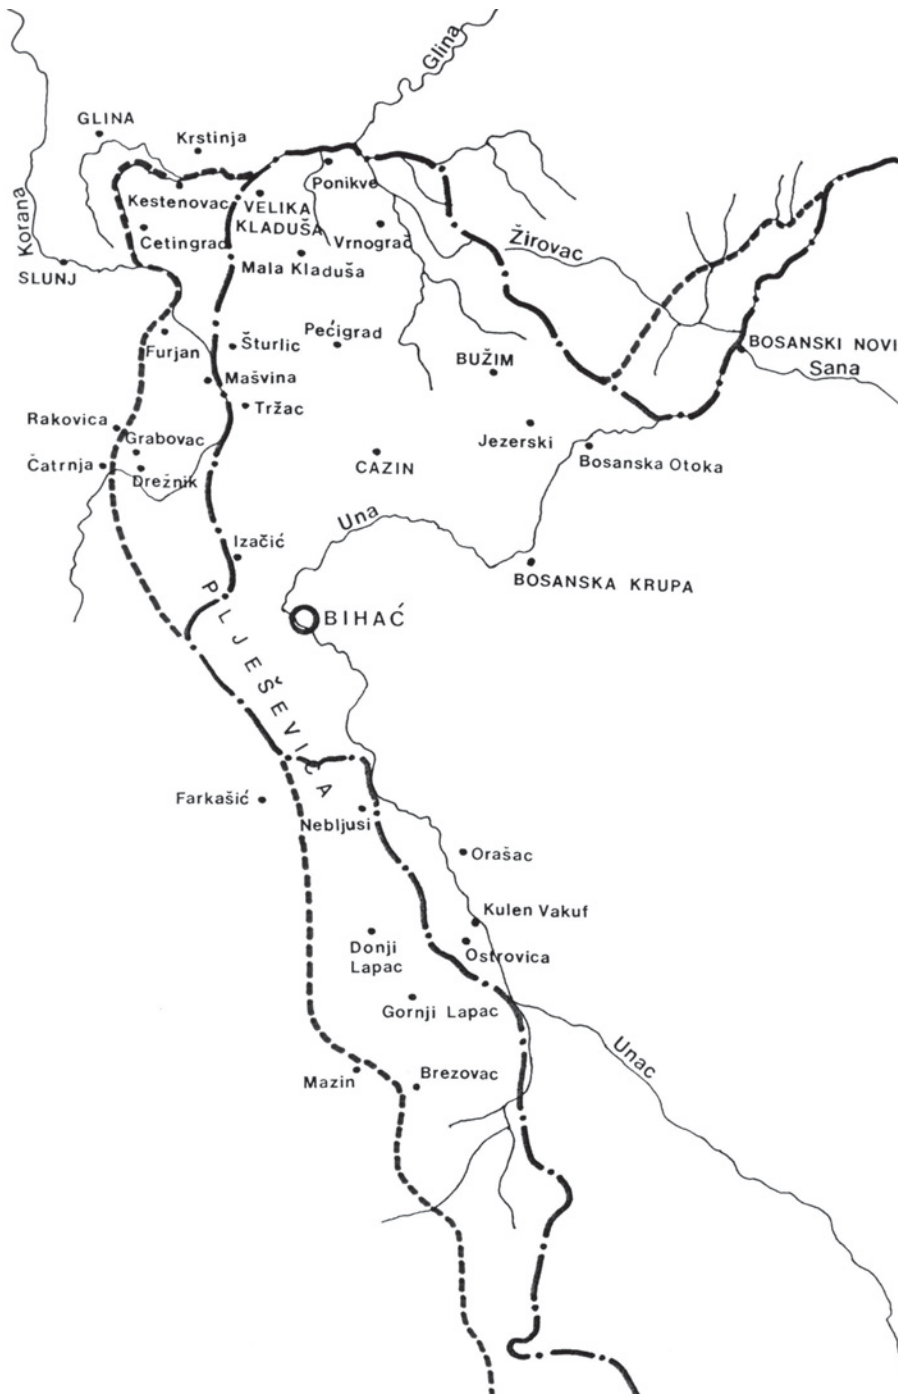 Glina
GLINA
Krstinja
Ponikve
Kestenovac
VELIKA
KLADUŠA
Korana
Cetingrad
Vrnograč
Žirovac
SLUNJ
Mala Kladuša
Furjan
Šturlic
Pećigrad
BUŽIM
BOSANSKI NOVI
Sana
Mašvina
Tržac
Rakovica
Grabovac
Jezerski
Čatrnja
Drežnik
CAZIN
Bosanska Otoka
Una
Izačić
BOSANSKA KRUPA
BIHAĆ
PLJEŠEVICA
Farkašić
Nebljusi
Orašac
Kulen Vakuf
Donji
Lapac
Ostrovica
Gornji Lapac
Unac
Mazin
Brezovac